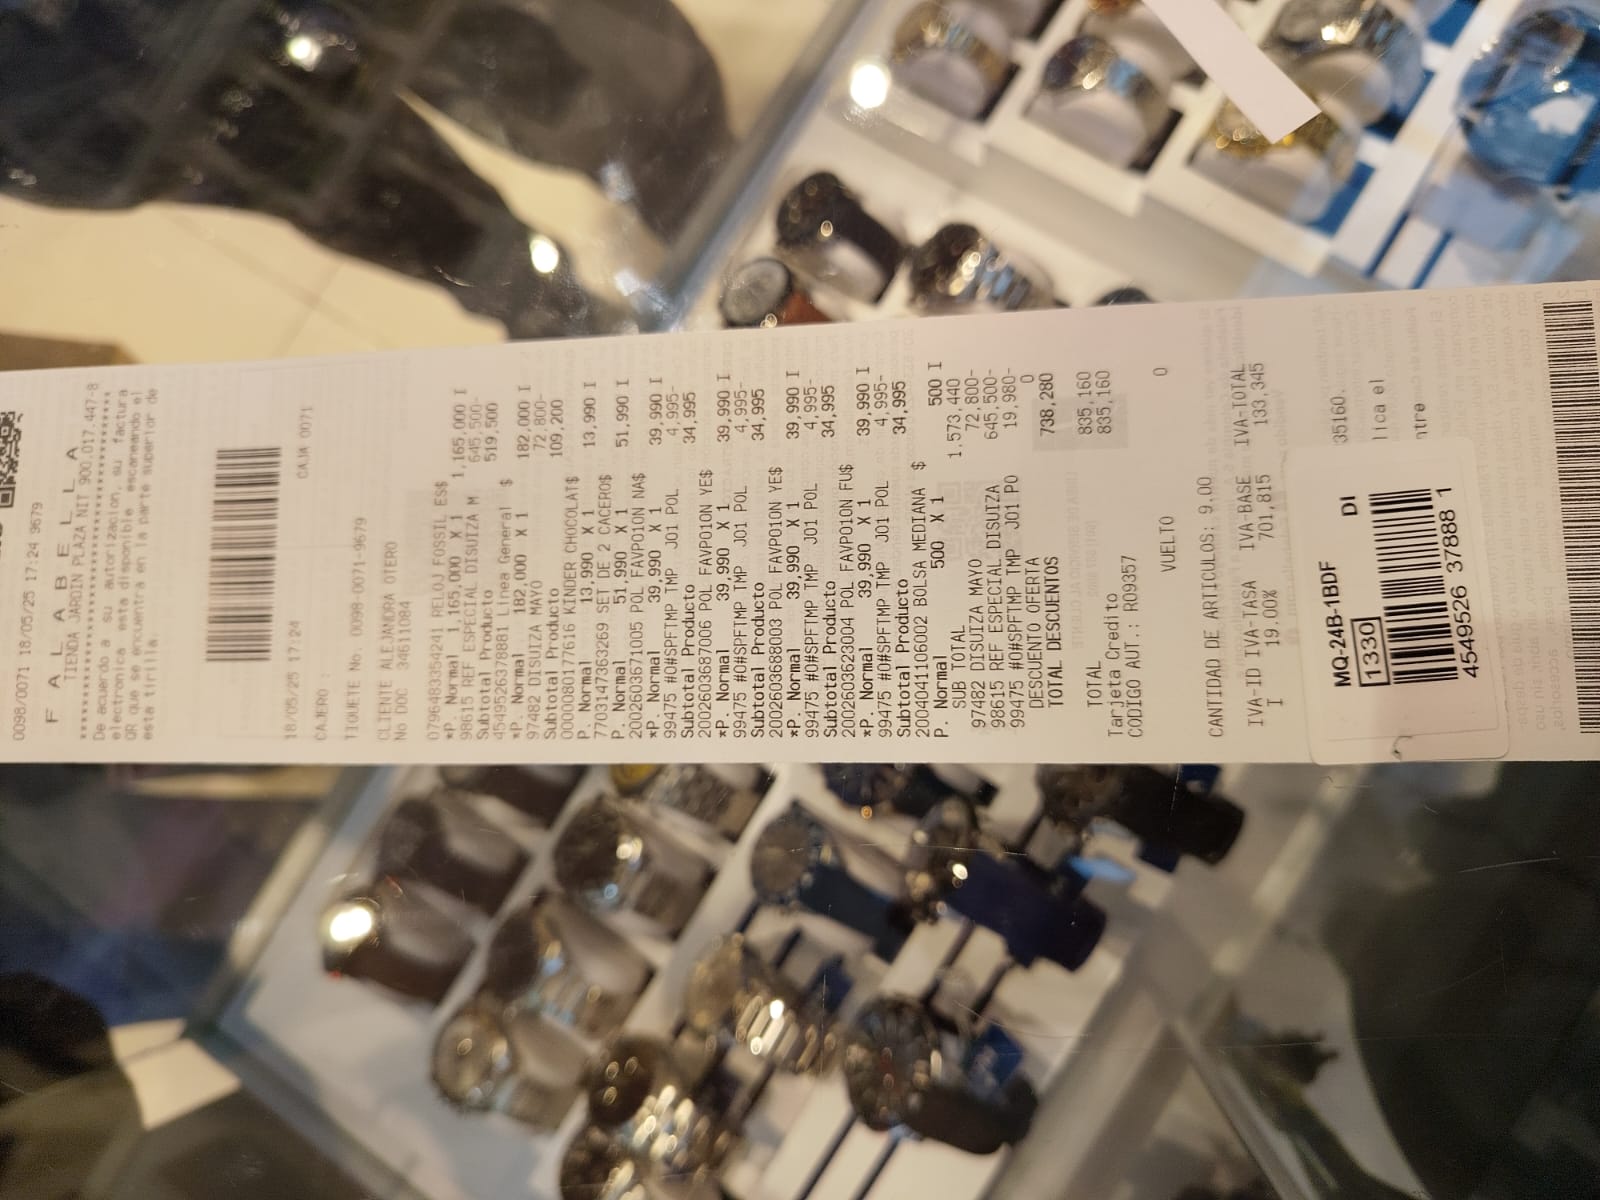 0098/0071 18/05/25 17:24 9679
F A L A B E L L A
TIENDA JARDIN PLAZA NIT 900.017.447-8
De acuerdo a su autorizacion, su factura
electronica esta disponible escaneando el
QR que se encuentra en la parte superior de
esta tirilla.
18/05/25 17:24
CAJERO : CAJA 0071
TIQUETE No. 0098-0071-9679
CLIENTE ALEJANDRA OTERO
No DOC 34611084
0796483354241 RELOJ FOSSIL ES$
*P. Normal 1,165,000 X 1 1,165,000 I
98615 REF ESPECIAL DISUIZA M 645,500-
Subtotal Producto 519,500
4549526378881 Linea General $
*P. Normal 182,000 X 1 182,000 I
97482 DISUIZA MAYO 72,800-
Subtotal Producto 109,200
0000080177616 KINDER CHOCOLAT$
P. Normal 13,990 X 1 13,990 I
7703147363269 SET DE 2 CACERO$
P. Normal 51,990 X 1 51,990 I
2002603671005 POL FAVPO1ON NA$
*P. Normal 39,990 X 1 39,990 I
99475 #O#SPFTMP TMP J01 POL 4,995-
Subtotal Producto 34,995
2002603687006 POL FAVPO1ON YE$
*P. Normal 39,990 X 1 39,990 I
99475 #O#SPFTMP TMP J01 POL 4,995-
Subtotal Producto 34,995
2002603688003 POL FAVPO1ON YE$
*P. Normal 39,990 X 1 39,990 I
99475 #O#SPFTMP TMP J01 POL 4,995-
Subtotal Producto 34,995
2002603623004 POL FAVPO1ON FU$
*P. Normal 39,990 X 1 39,990 I
99475 #O#SPFTMP TMP J01 POL 4,995-
Subtotal Producto 34,995
2000441106002 BOLSA MEDIANA $
P. Normal 500 X 1 500 I
SUB TOTAL 1,573,440
97482 DISUIZA MAYO 72,800-
98615 REF ESPECIAL DISUIZA 645,500-
99475 #O#SPFTMP TMP J01 PO 19,980-
DESCUENTO OFERTA 0
TOTAL DESCUENTOS 738,280
TOTAL 835,160
Tarjeta Credito 835,160
CODIGO AUT.: R09357
VUELTO 0
CANTIDAD DE ARTICULOS: 9.00
IVA-ID IVA-TASA IVA-BASE IVA-TOTAL
I 19.00% 701,815 133,345
35160.
MQ-24B-1BDF
1330 DI
4549526 37888 1